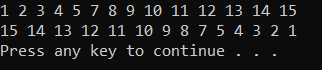 1 2 3 4 5 7 8 9 10 11 12 13 14 15
15 14 13 12 11 10 9 8 7 5 4 3 2 1
Press any key to continue . . .